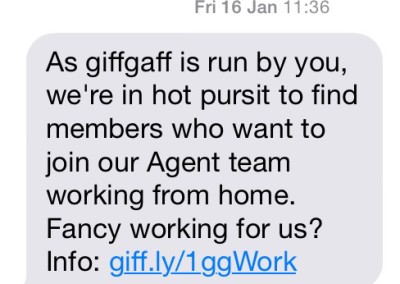 Fri 16 Jan 11:36
As giffgaff is run by you,
we're in hot pursit to find
members who want to
join our Agent team
working from home.
Fancy working for us?
Info: giff.ly/1ggWork